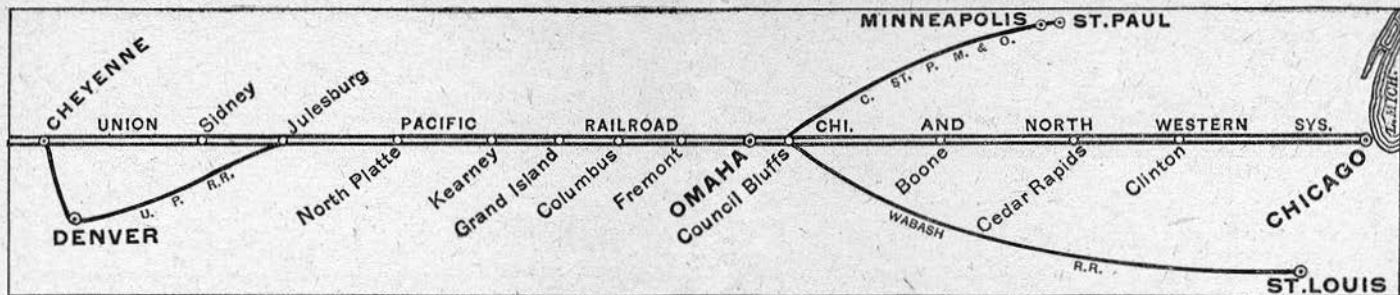 MINNEAPOLIS ST. PAUL
C. ST. P. M. & O.
CHEYENNE
UNION PACIFIC RAILROAD
CHI. AND NORTH WESTERN SYS.
Sidney
Julesburg
North Platte
Kearney
Grand Island
Columbus
Fremont
OMAHA
Council Bluffs
Boone
Cedar Rapids
Clinton
CHICAGO
U. P. R.R.
DENVER
WABASH R.R.
ST. LOUIS